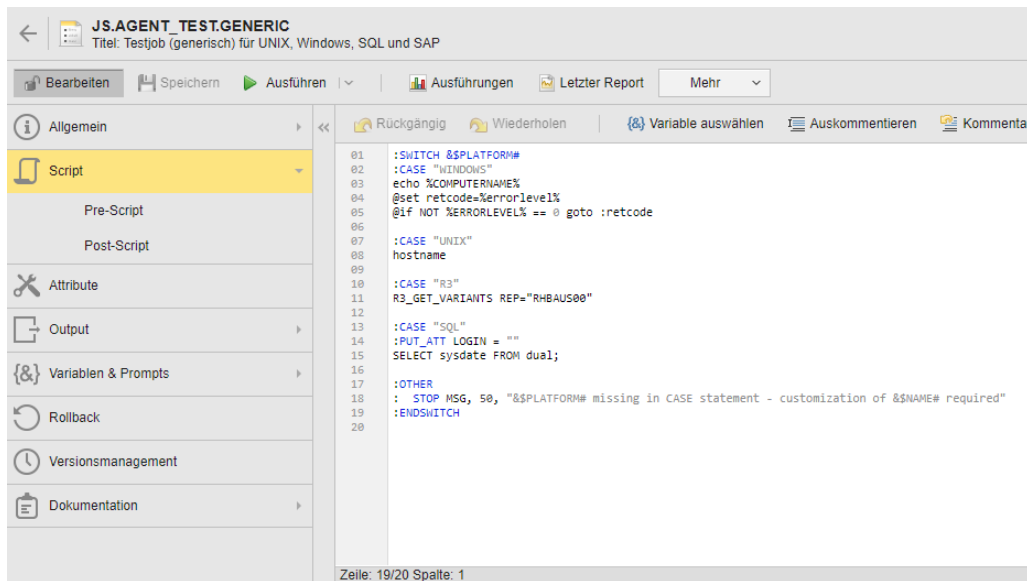 JS.AGENT_TEST.GENERIC
Titel: Testjob (generisch) für UNIX, Windows, SQL und SAP
Bearbeiten Speichern Ausführen Ausführungen Letzter Report Mehr
Allgemein
Script
Pre-Script
Post-Script
Attribute
Output
{&} Variablen & Prompts
Rollback
Versionsmanagement
Dokumentation
Rückgängig Wiederholen {&} Variable auswählen Auskommentieren Kommenta
01 :SWITCH &$PLATFORM#
02 :CASE "WINDOWS"
03 echo %COMPUTERNAME%
04 @set retcode=%errorlevel%
05 @if NOT %ERRORLEVEL% == 0 goto :retcode
06
07 :CASE "UNIX"
08 hostname
09
10 :CASE "R3"
11 R3_GET_VARIANTS REP="RHBAUS00"
12
13 :CASE "SQL"
14 :PUT_ATT LOGIN = ""
15 SELECT sysdate FROM dual;
16
17 :OTHER
18 :  STOP MSG, 50, "&$PLATFORM# missing in CASE statement - customization of &$NAME# required"
19 :ENDSWITCH
20
Zeile: 19/20 Spalte: 1